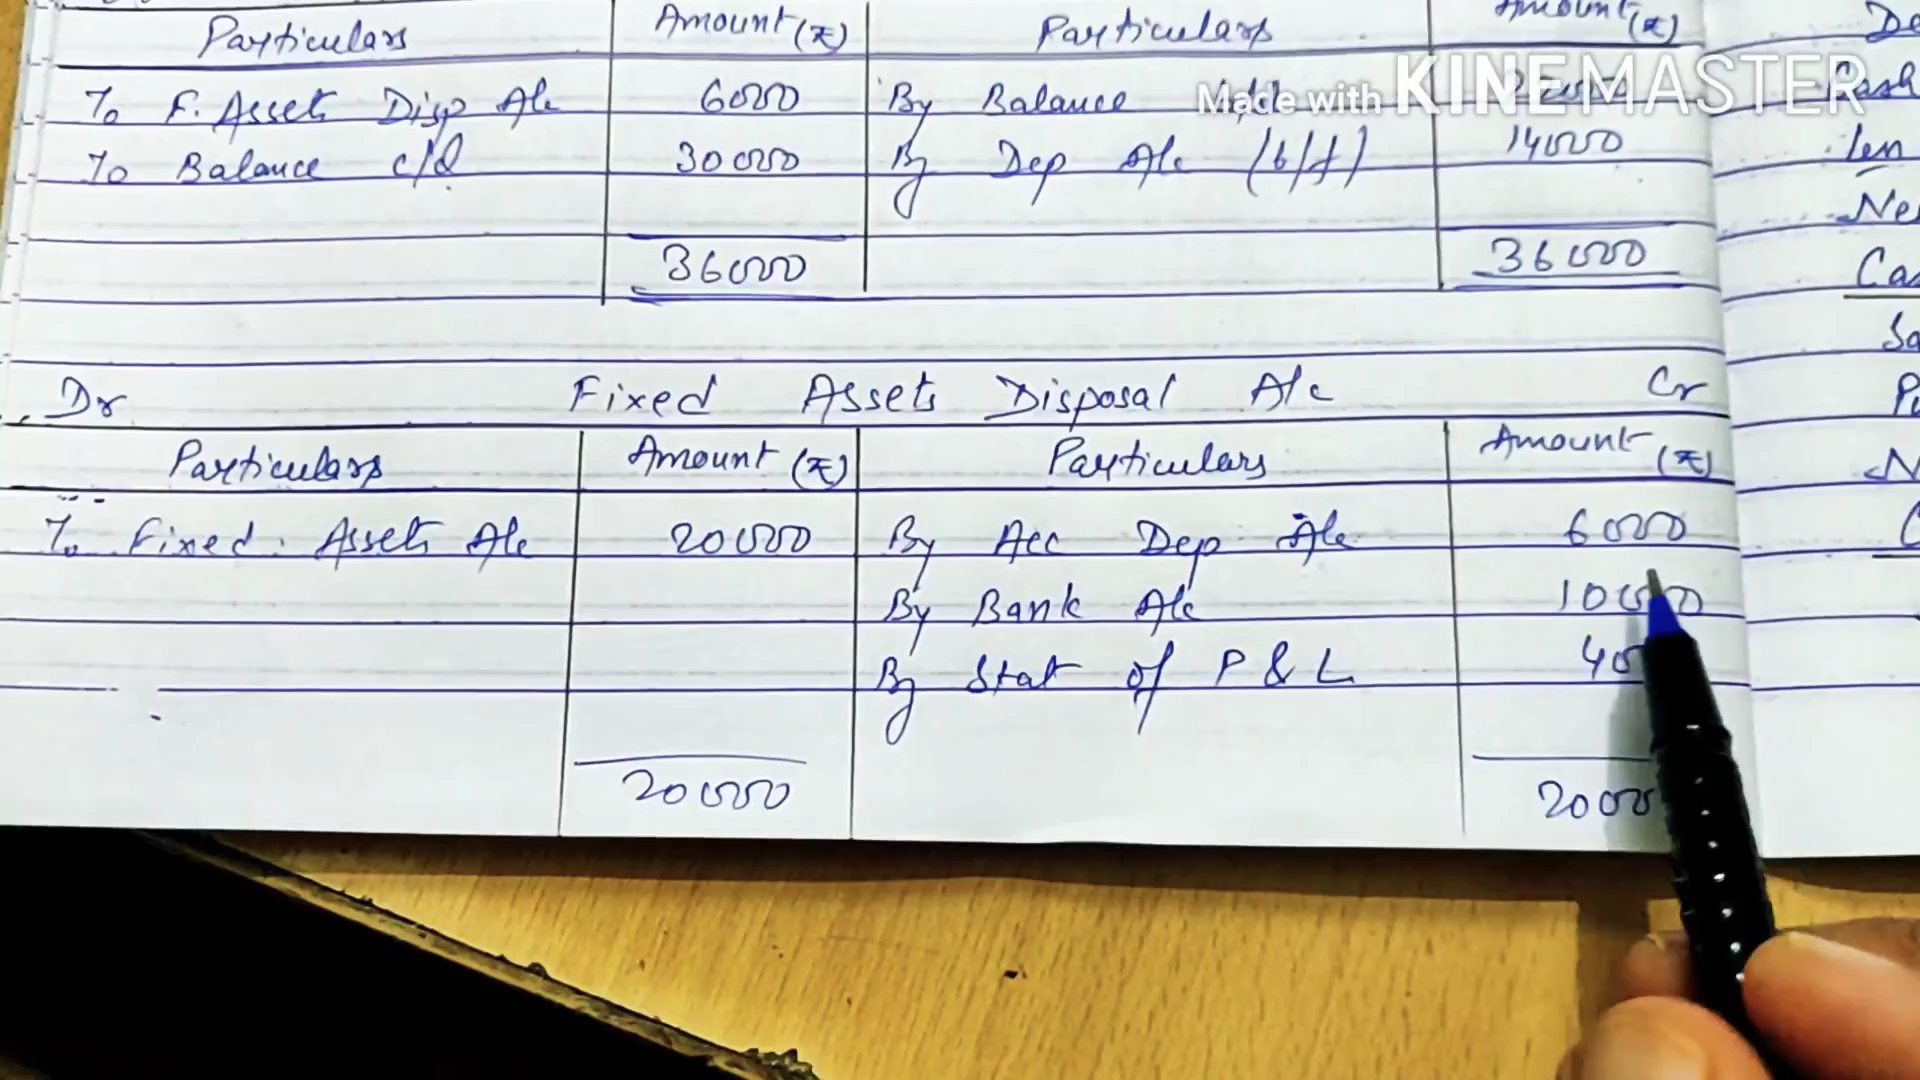 Particulars Amount (₹) Particulars Amount (₹)
To F. Assets Disp A/c 6000 By Balance
To Balance c/d 30000 By Dep A/c (b/f) 14000
36000 36000
Dr Fixed Assets Disposal A/c Cr
Particulars Amount (₹) Particulars Amount (₹)
To Fixed. Assets A/c 20000 By Acc Dep A/c 6000
By Bank A/c 10000
By Stat of P & L
20000
Made with KINEMASTER
Cash